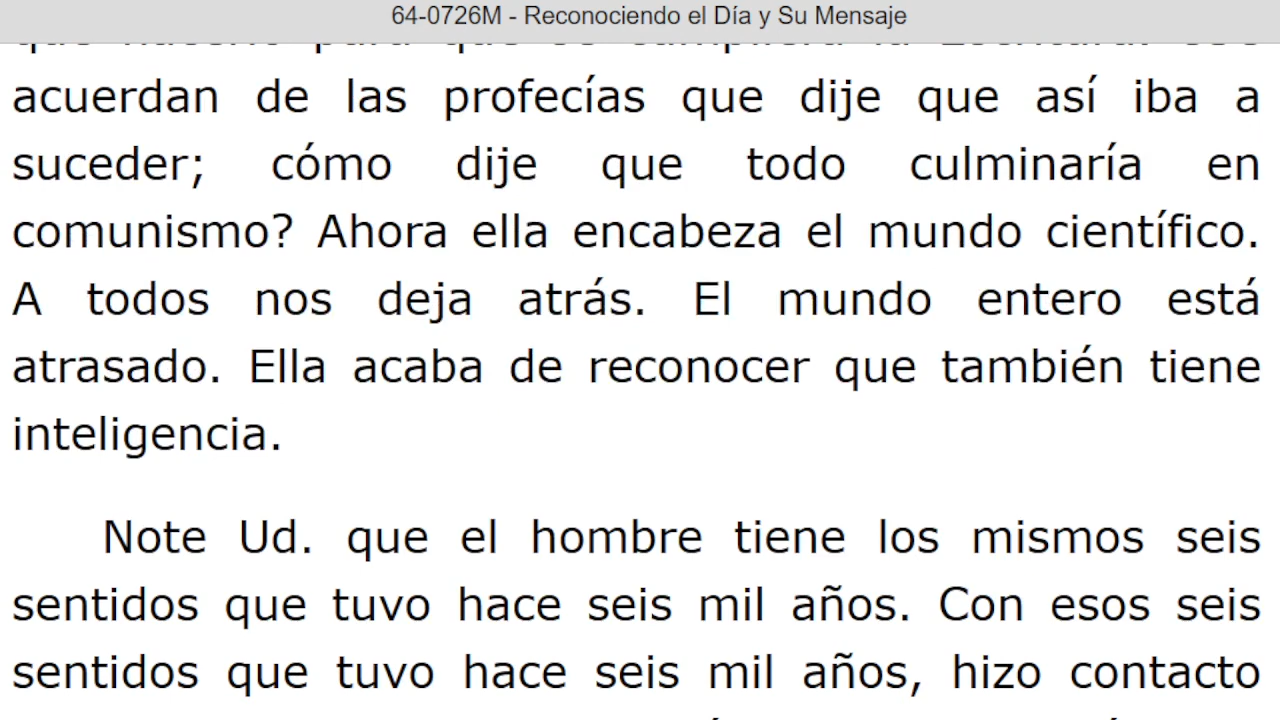 64-0726M - Reconociendo el Día y Su Mensaje
acuerdan de las profecías que dije que así iba a
suceder; cómo dije que todo culminaría en
comunismo? Ahora ella encabeza el mundo científico.
A todos nos deja atrás. El mundo entero está
atrasado. Ella acaba de reconocer que también tiene
inteligencia.
Note Ud. que el hombre tiene los mismos seis
sentidos que tuvo hace seis mil años. Con esos seis
sentidos que tuvo hace seis mil años, hizo contacto